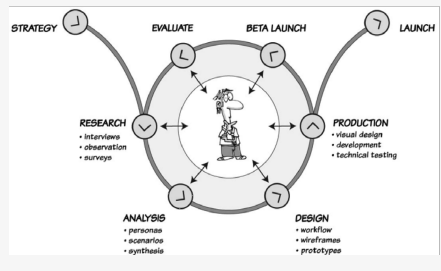 STRATEGY
EVALUATE
BETA LAUNCH
LAUNCH
RESEARCH
• interviews
• observation
• surveys
PRODUCTION
• visual design
• development
• technical testing
ANALYSIS
• personas
• scenarios
• synthesis
DESIGN
• workflow
• wireframes
• prototypes